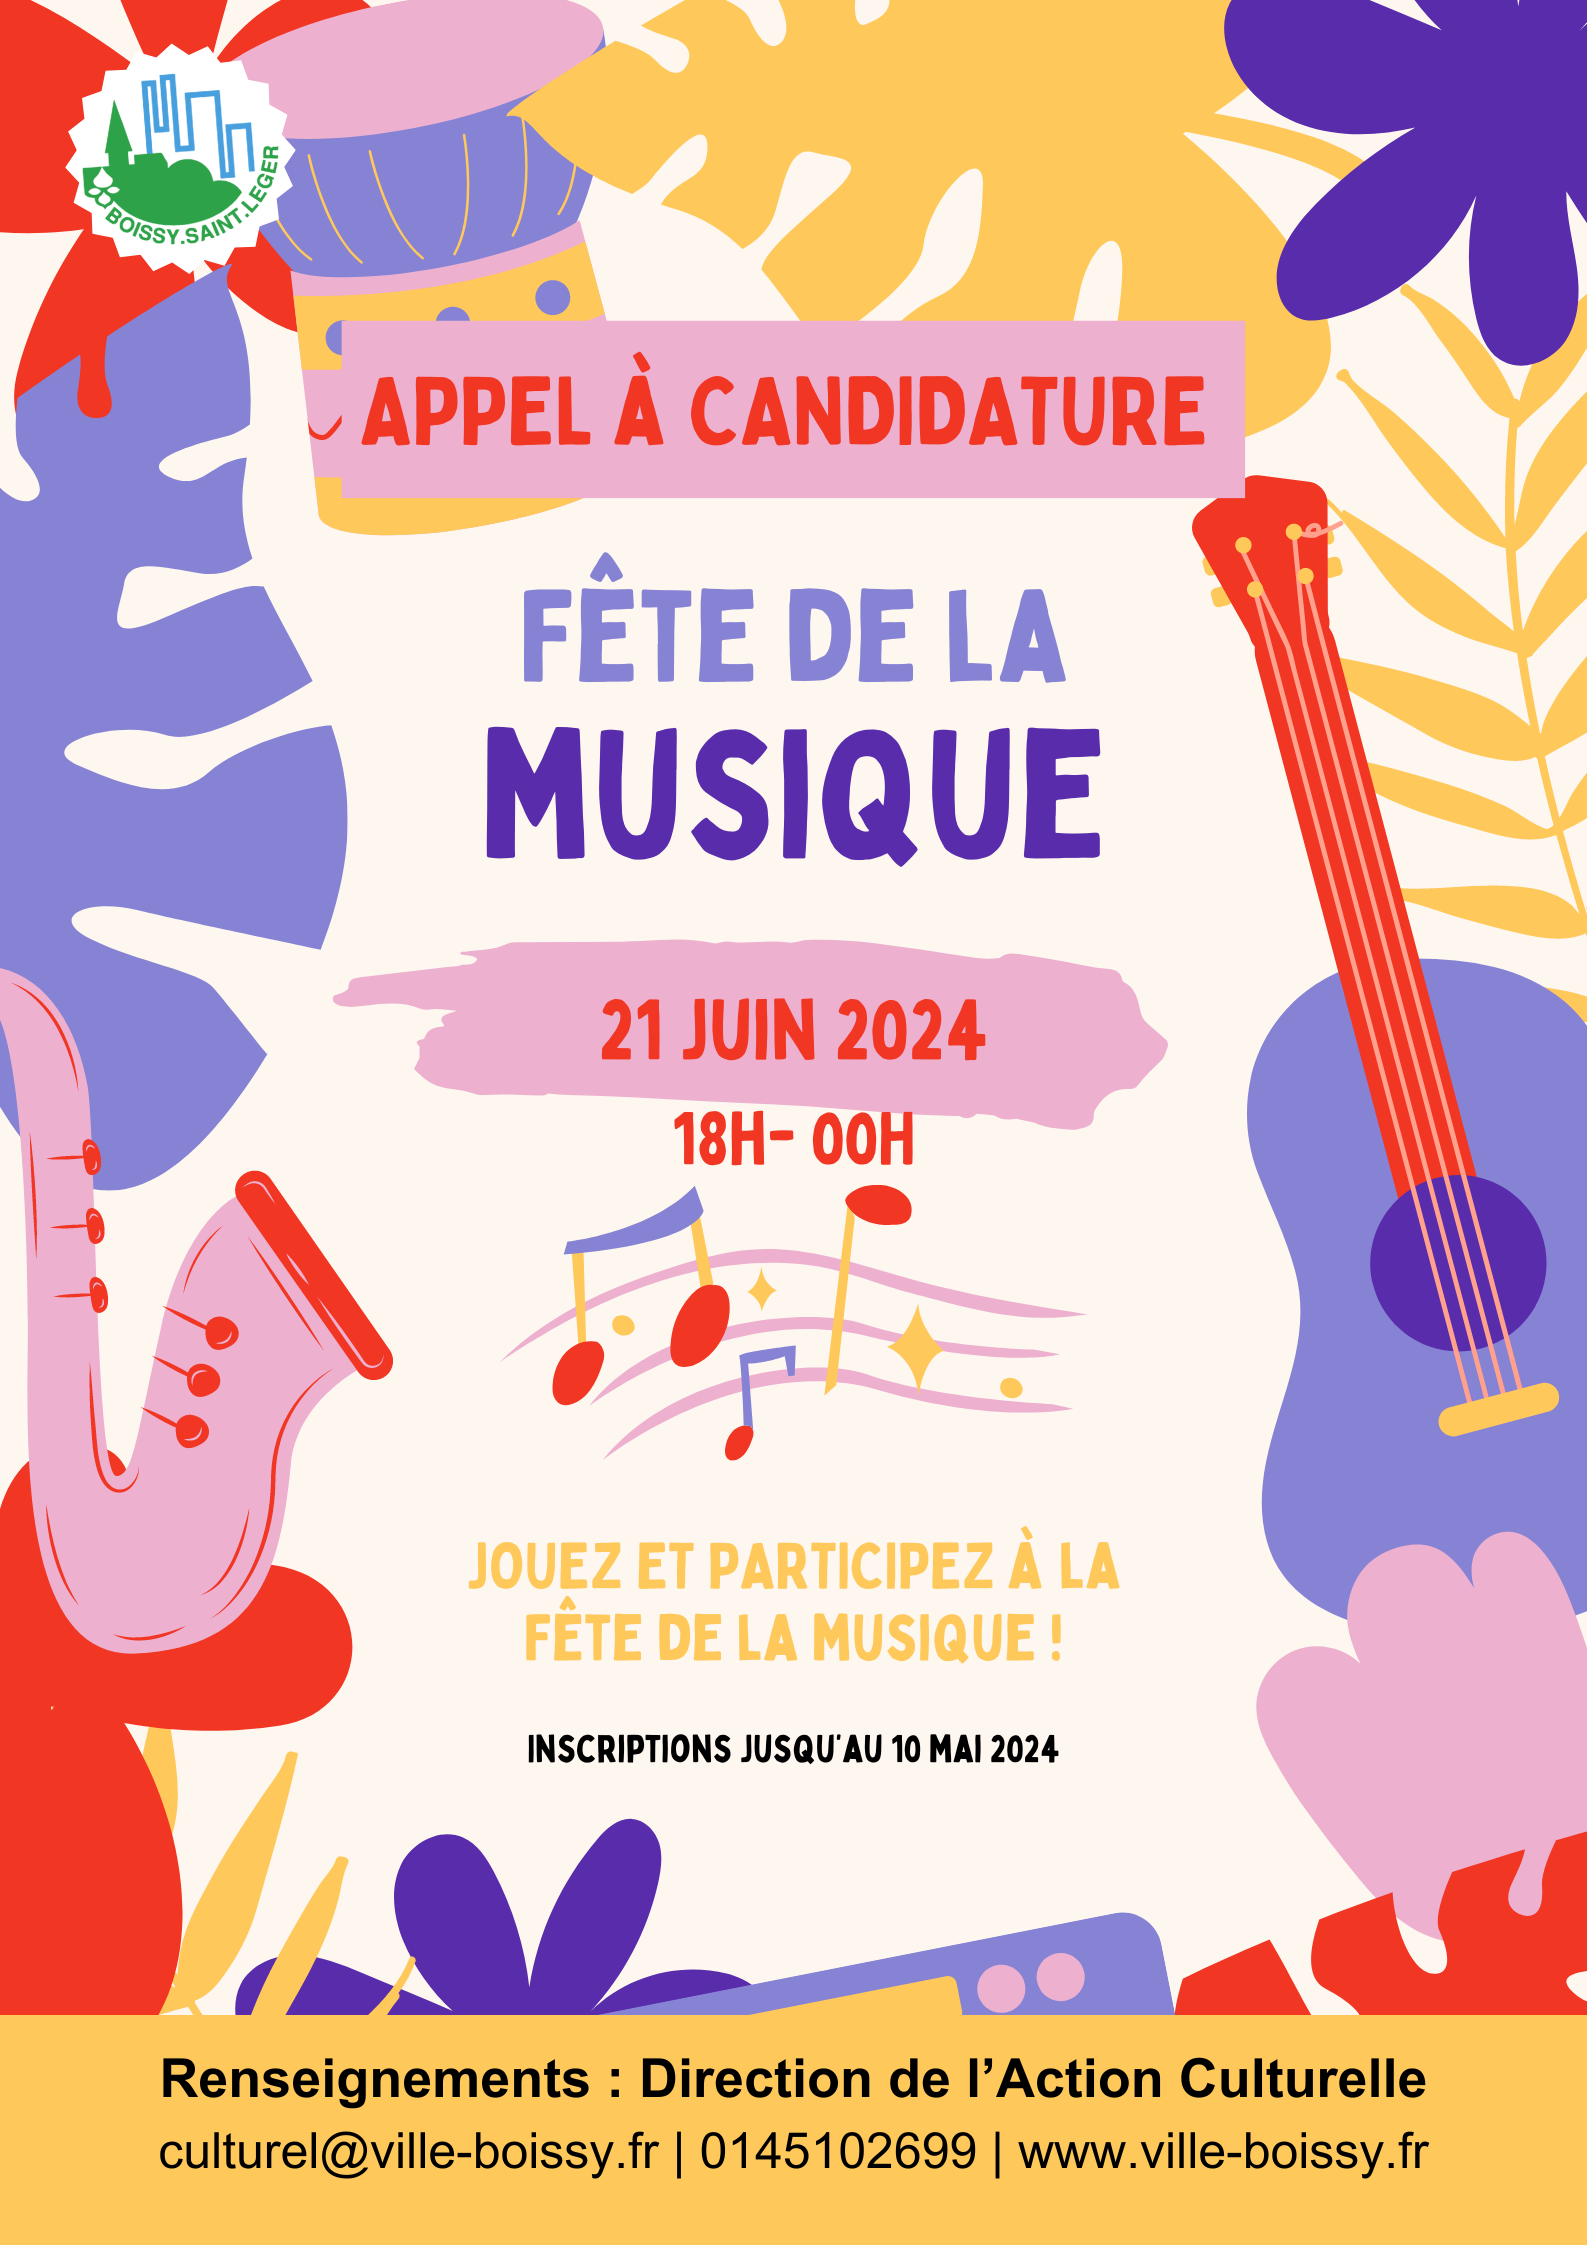 BOISSY.SAINT.LEGER
APPEL À CANDIDATURE
FÊTE DE LA
MUSIQUE
21 JUIN 2024
18H- 00H
JOUEZ ET PARTICIPEZ À LA
FÊTE DE LA MUSIQUE !
INSCRIPTIONS JUSQU'AU 10 MAI 2024
Renseignements : Direction de l’Action Culturelle
culturel@ville-boissy.fr | 0145102699 | www.ville-boissy.fr